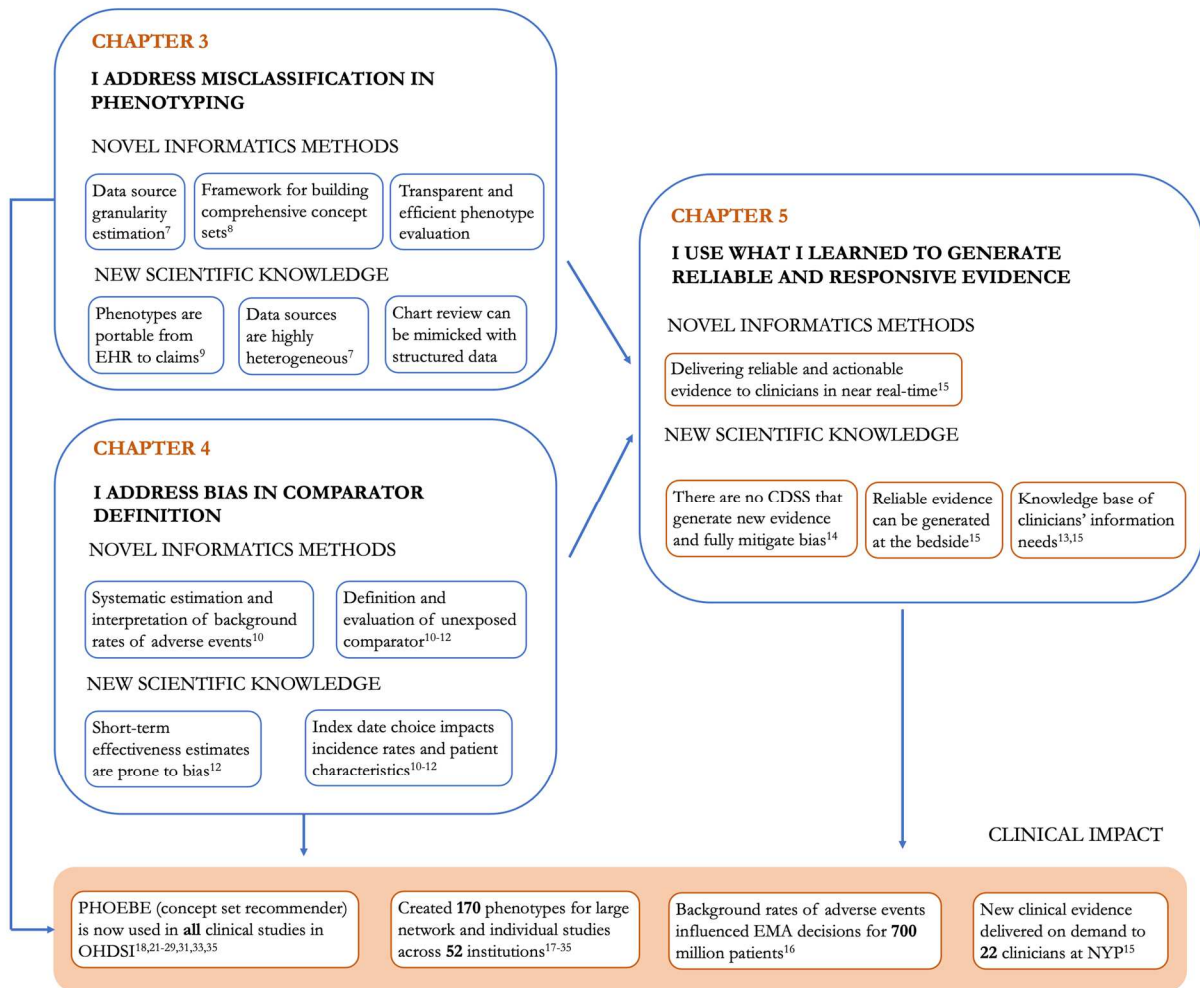 CHAPTER 3
I ADDRESS MISCLASSIFICATION IN
PHENOTYPING
NOVEL INFORMATICS METHODS
Data source
granularity
estimation7
Framework for building
comprehensive concept
sets8
Transparent and
efficient phenotype
evaluation
NEW SCIENTIFIC KNOWLEDGE
Phenotypes are
portable from
EHR to claims9
Data sources
are highly
heterogeneous7
Chart review can
be mimicked with
structured data
CHAPTER 4
I ADDRESS BIAS IN COMPARATOR
DEFINITION
NOVEL INFORMATICS METHODS
Systematic estimation and
interpretation of background
rates of adverse events10
Definition and
evaluation of unexposed
comparator10-12
NEW SCIENTIFIC KNOWLEDGE
Short-term
effectiveness estimates
are prone to bias12
Index date choice impacts
incidence rates and patient
characteristics10-12
CHAPTER 5
I USE WHAT I LEARNED TO GENERATE
RELIABLE AND RESPONSIVE EVIDENCE
NOVEL INFORMATICS METHODS
Delivering reliable and actionable
evidence to clinicians in near real-time15
NEW SCIENTIFIC KNOWLEDGE
There are no CDSS that
generate new evidence
and fully mitigate bias14
Reliable evidence
can be generated
at the bedside15
Knowledge base of
clinicians' information
needs13,15
CLINICAL IMPACT
PHOEBE (concept set recommender)
is now used in all clinical studies in
OHDSI18,21-29,31,33,35
Created 170 phenotypes for large
network and individual studies
across 52 institutions17-35
Background rates of adverse events
influenced EMA decisions for 700
million patients16
New clinical evidence
delivered on demand to
22 clinicians at NYP15